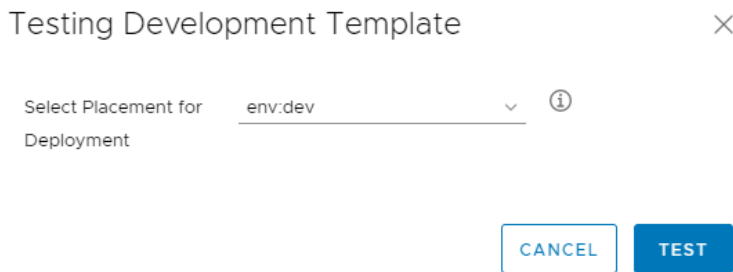 Testing Development Template
Select Placement for
Deployment
env:dev
CANCEL
TEST